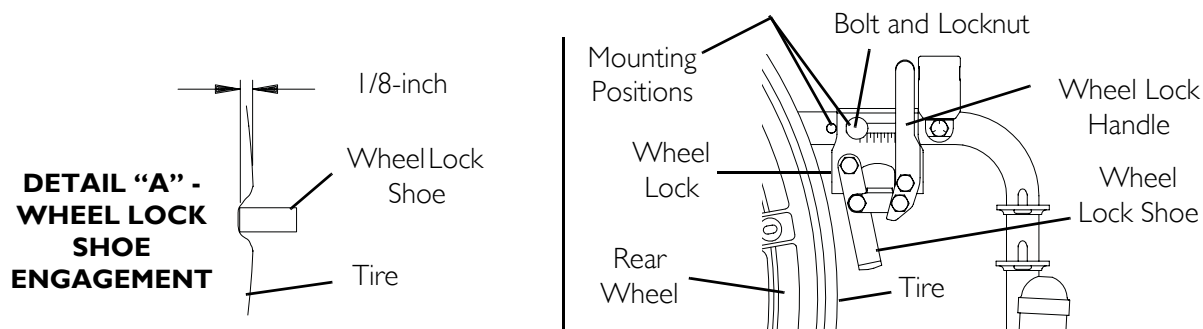 1/8-inch
Wheel Lock
Shoe
DETAIL “A” -
WHEEL LOCK
SHOE
ENGAGEMENT
Tire
Bolt and Locknut
Mounting
Positions
Wheel Lock
Handle
Wheel
Lock
Wheel
Lock Shoe
Rear
Wheel
Tire